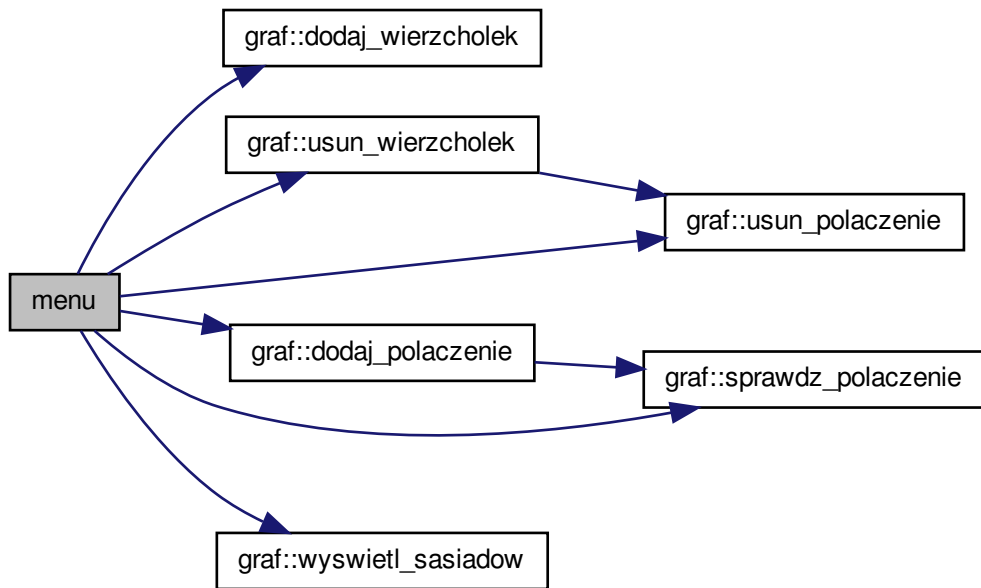 graf::dodaj_wierzcholek
graf::usun_wierzcholek
graf::usun_polaczenie
menu
graf::dodaj_polaczenie
graf::sprawdz_polaczenie
graf::wyswietl_sasiadow